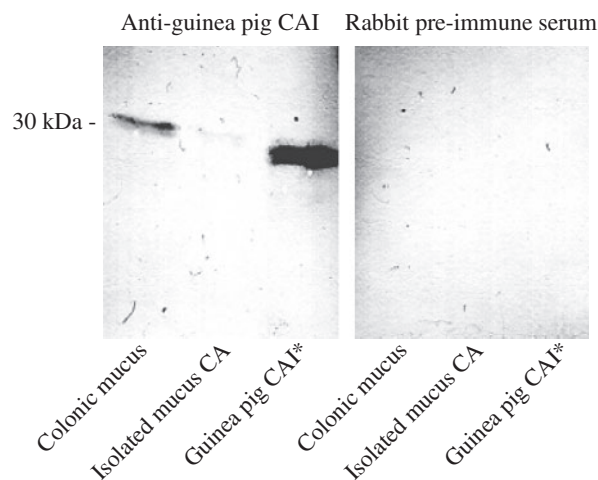 Anti-guinea pig CAI
Rabbit pre-immune serum
30 kDa -
Colonic mucus
Isolated mucus CA
Guinea pig CAI*
Colonic mucus
Isolated mucus CA
Guinea pig CAI*